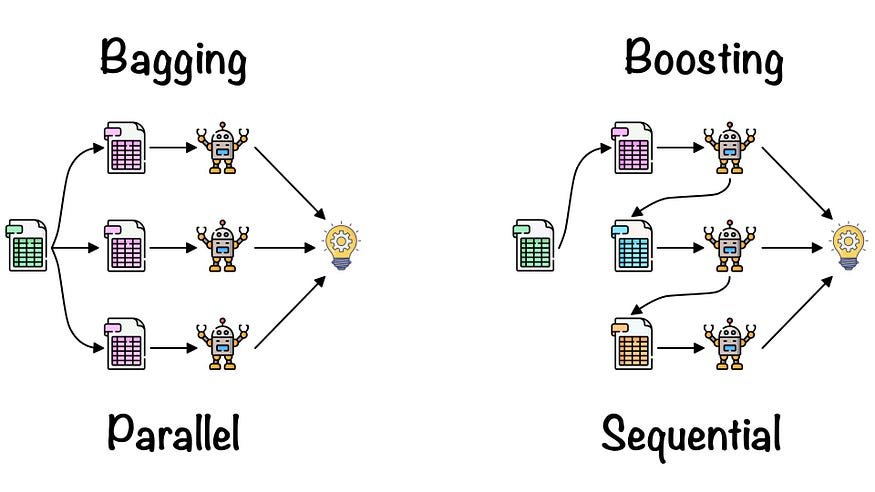 Bagging
Boosting
Parallel
Sequential